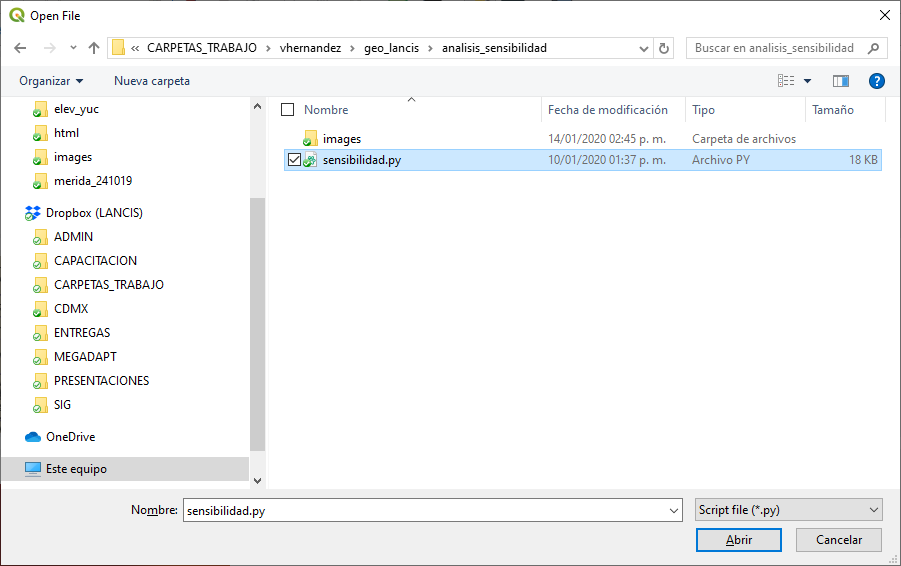 Open File
« CARPETAS_TRABAJO › vhernandez › geo_lancis › analisis_sensibilidad
Buscar en analisis_sensibilidad
Organizar
Nueva carpeta
?
elev_yuc
html
images
merida_241019
Dropbox (LANCIS)
ADMIN
CAPACITACION
CARPETAS_TRABAJO
CDMX
ENTREGAS
MEGADAPT
PRESENTACIONES
SIG
OneDrive
Este equipo
Nombre Fecha de modificación Tipo Tamaño
images 14/01/2020 02:45 p. m. Carpeta de archivos
sensibilidad.py 10/01/2020 01:37 p. m. Archivo PY 18 KB
Nombre: sensibilidad.py
Script file (*.py)
Abrir
Cancelar